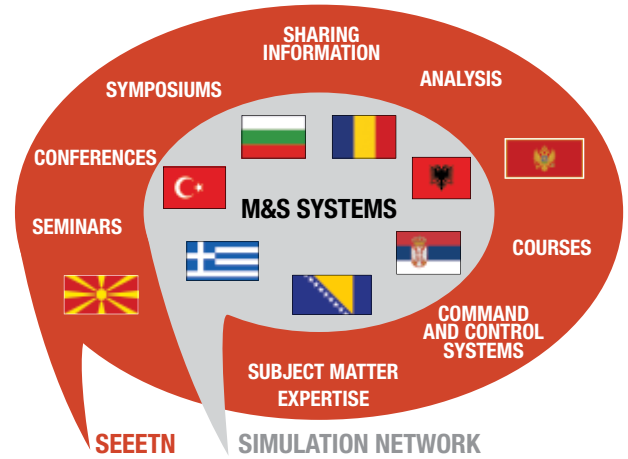 SHARING
INFORMATION
SYMPOSIUMS
ANALYSIS
CONFERENCES
M&S SYSTEMS
SEMINARS
COURSES
COMMAND
AND CONTROL
SYSTEMS
SUBJECT MATTER
EXPERTISE
SEEETN
SIMULATION NETWORK